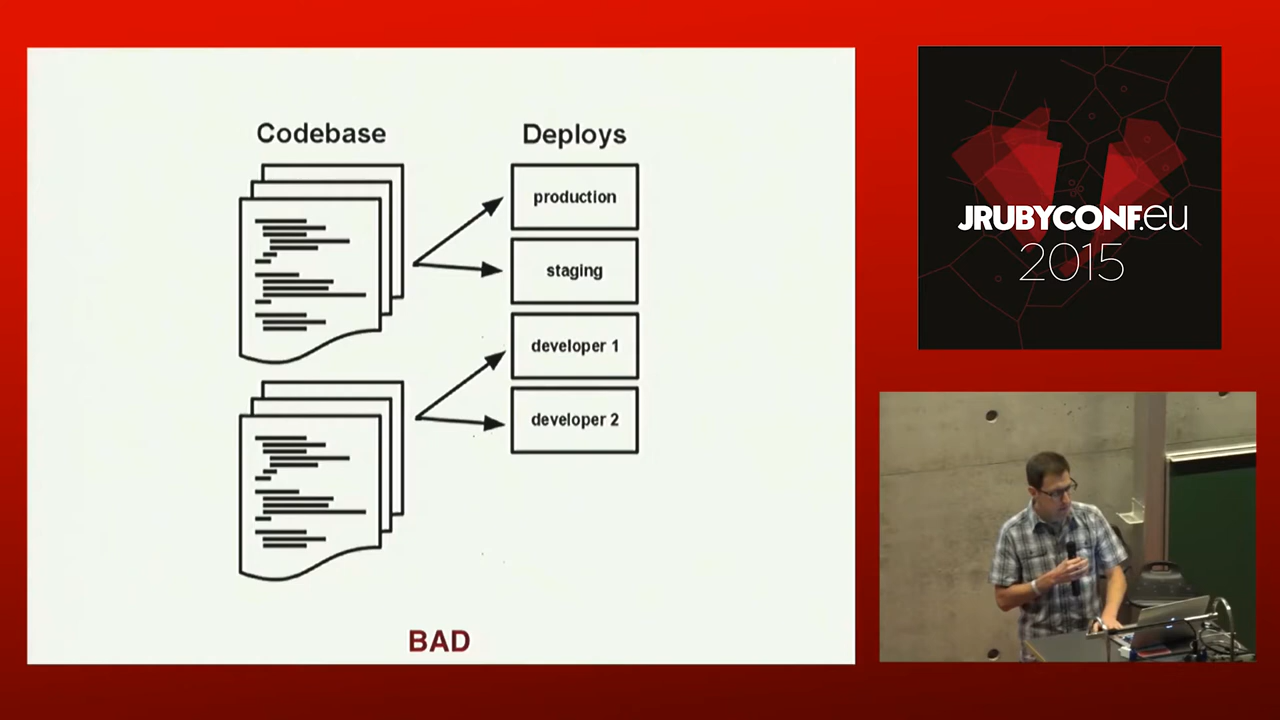 Codebase
Deploys
production
staging
developer 1
developer 2
BAD
JRUBYCONF.eu
2015